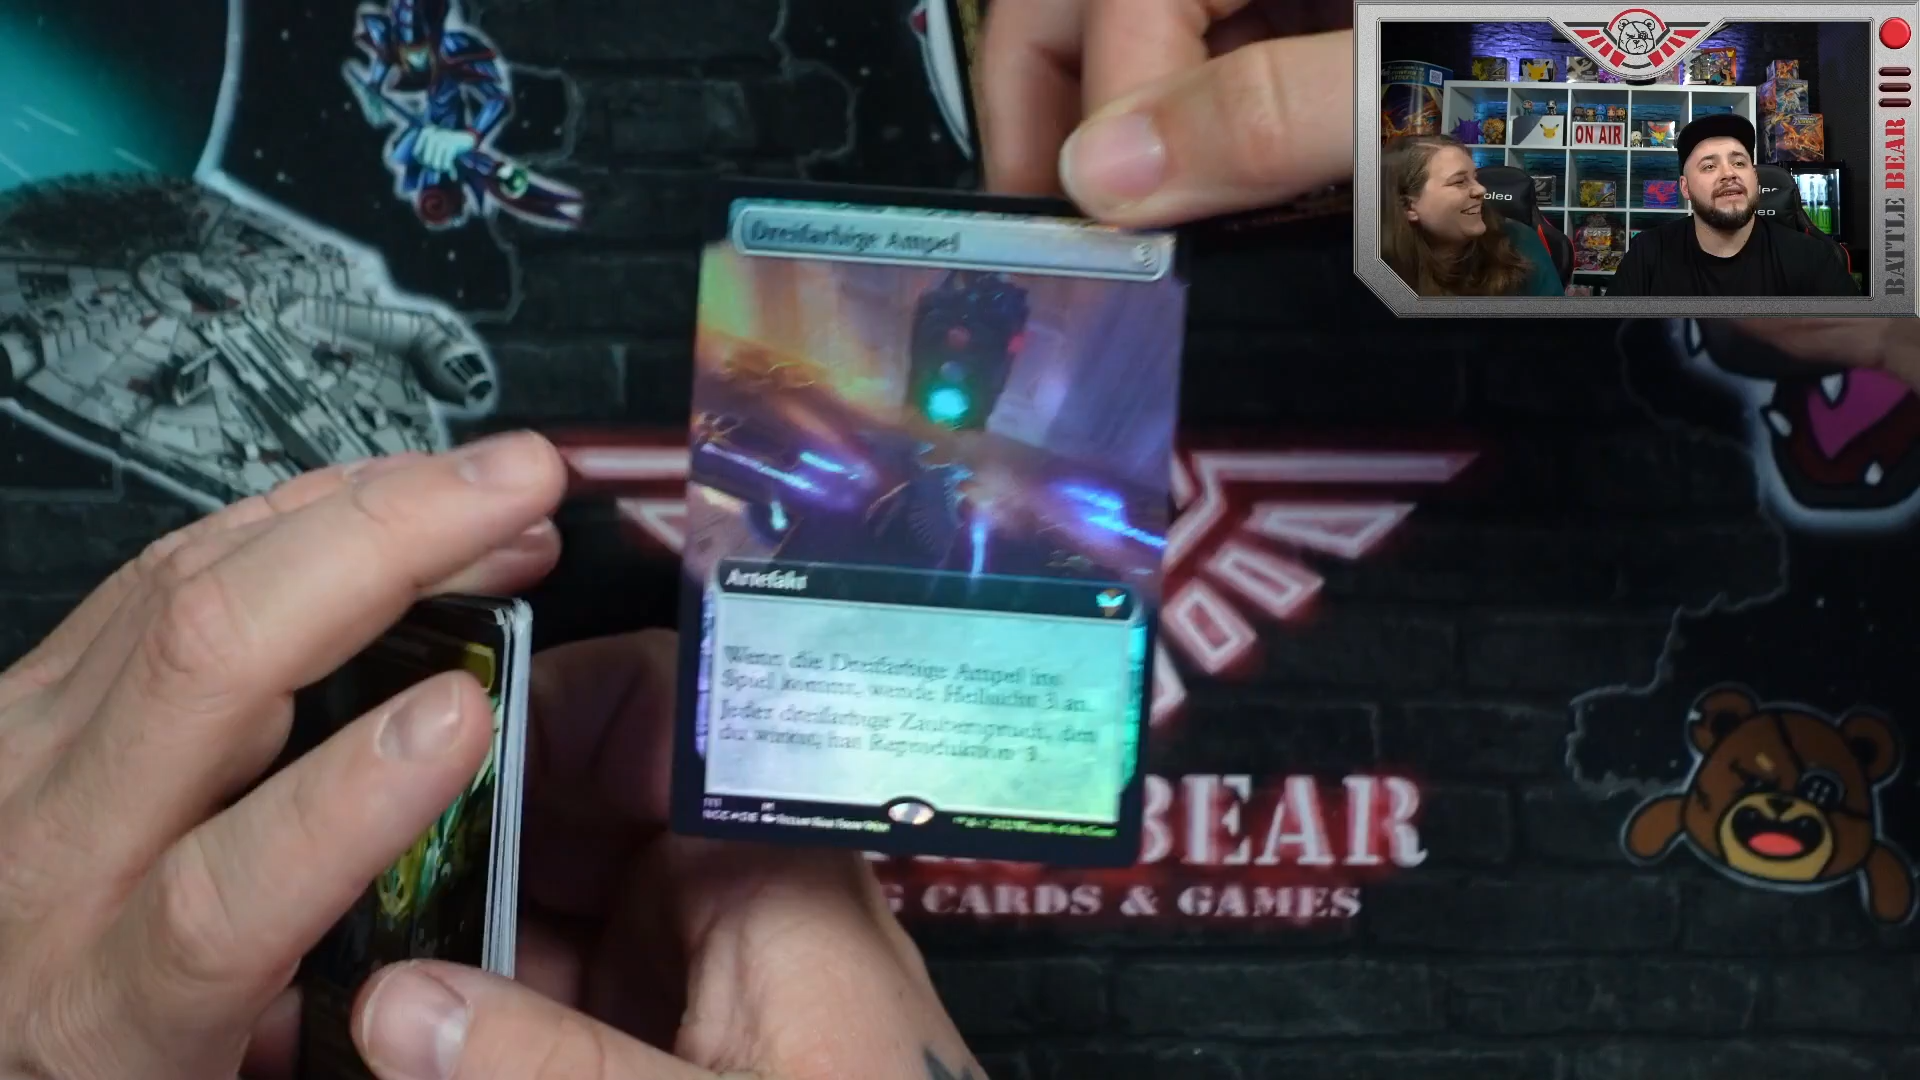 Dreifarbige Ampel
Artefakt
Wenn die Dreifarbige Ampel ins
Spiel kommt, wende Hellsicht 3 an.
Jeder dreifarbige Zauberspruch, den
du wirkst, hat Reproduktion 3.
BEAR
G CARDS & GAMES
ON AIR
BATTLE BEAR